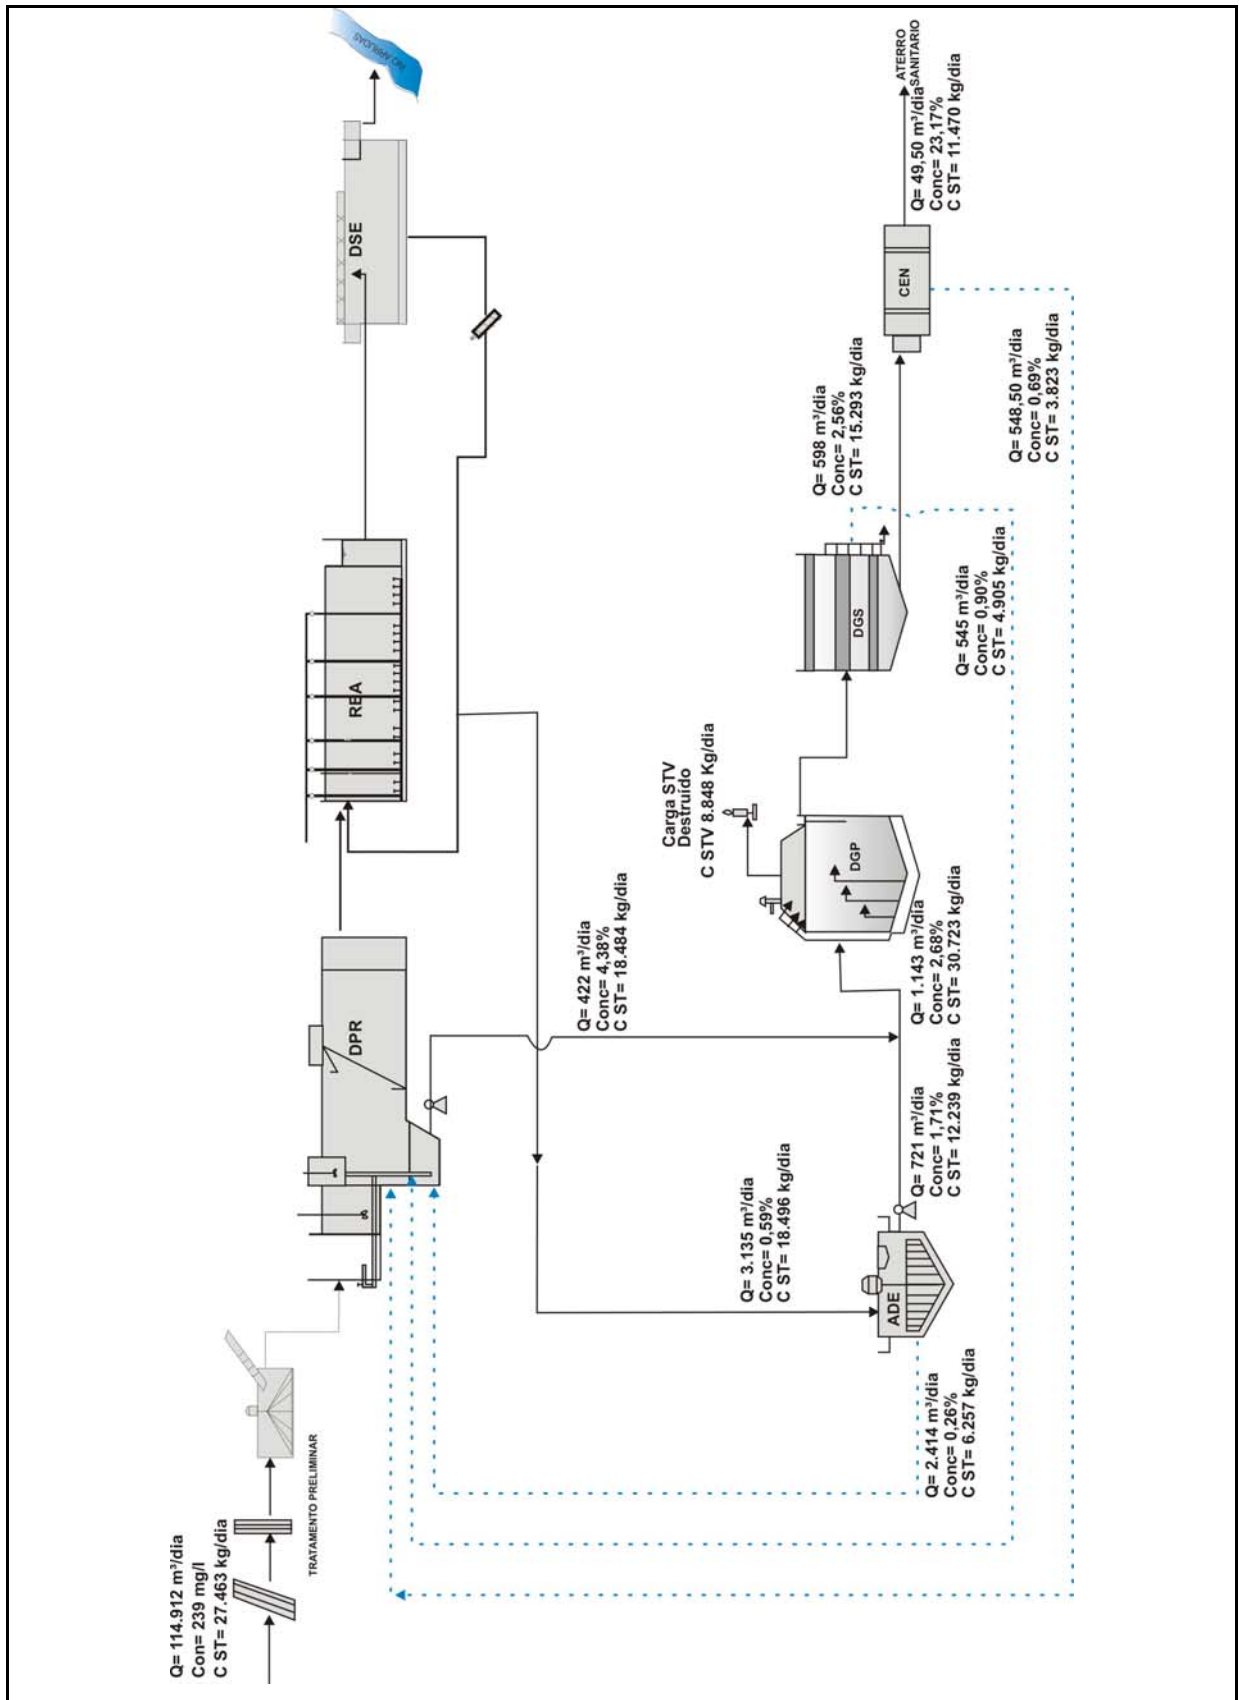 Q= 114.912 m³/dia
Con= 239 mg/l
C ST= 27.463 kg/dia
TRATAMENTO PRELIMINAR
DPR
REA
DSE
RIO ARRUDAS
Q= 422 m³/dia
Conc= 4,38%
C ST= 18.484 kg/dia
Q= 3.135 m³/dia
Conc= 0,59%
C ST= 18.496 kg/dia
ADE
Q= 2.414 m³/dia
Conc= 0,26%
C ST= 6.257 kg/dia
Q= 721 m³/dia
Conc= 1,71%
C ST= 12.239 kg/dia
Q= 1.143 m³/dia
Conc= 2,68%
C ST= 30.723 kg/dia
Carga STV
Destruído
C STV 8.848 Kg/dia
DGP
DGS
Q= 545 m³/dia
Conc= 0,90%
C ST= 4.905 kg/dia
Q= 598 m³/dia
Conc= 2,56%
C ST= 15.293 kg/dia
CEN
Q= 548,50 m³/dia
Conc= 0,69%
C ST= 3.823 kg/dia
Q= 49,50 m³/dia
Conc= 23,17%
C ST= 11.470 kg/dia
ATERRO
SANITARIO